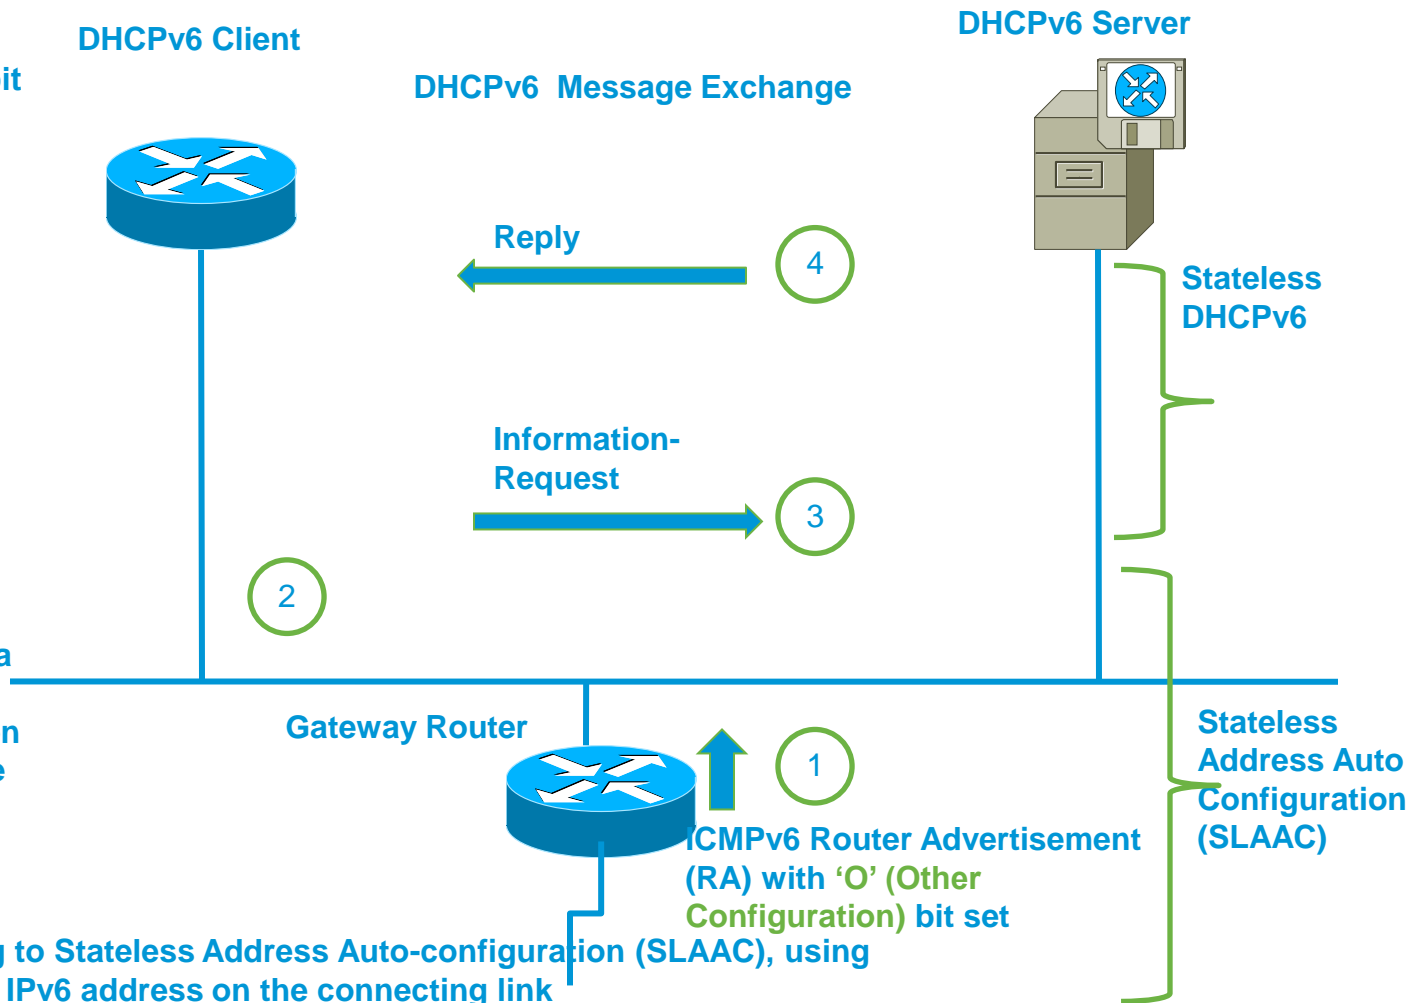 DHCPv6 Server
DHCPv6 Client
bit
DHCPv6 Message Exchange
Reply
4
Stateless
DHCPv6
Information-
Request
3
2
a
Gateway Router
1
Stateless
Address Auto
Configuration
(SLAAC)
ICMPv6 Router Advertisement
(RA) with ‘O’ (Other
Configuration) bit set
to Stateless Address Auto-configuration (SLAAC), using
IPv6 address on the connecting link